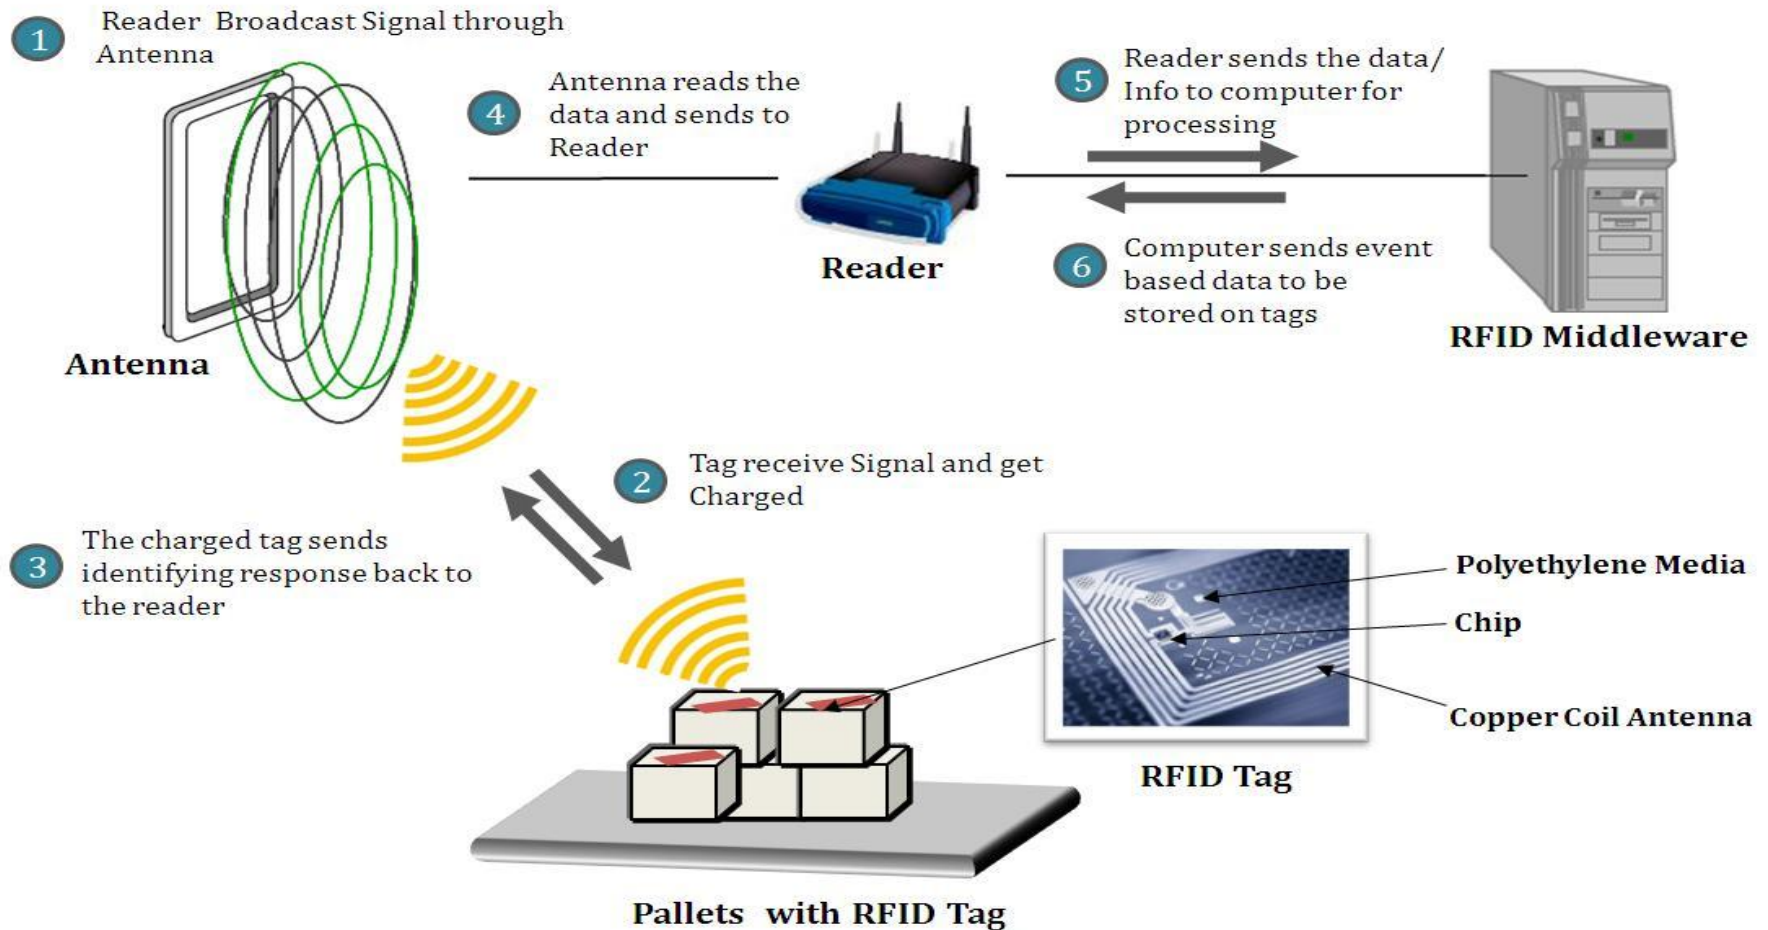 1
Reader Broadcast Signal through
Antenna
4
Antenna reads the
data and sends to
Reader
5
Reader sends the data/
Info to computer for
processing
Reader
6
Computer sends event
based data to be
stored on tags
RFID Middleware
Antenna
2
Tag receive Signal and get
Charged
3
The charged tag sends
identifying response back to
the reader
Polyethylene Media
Chip
Copper Coil Antenna
RFID Tag
Pallets with RFID Tag